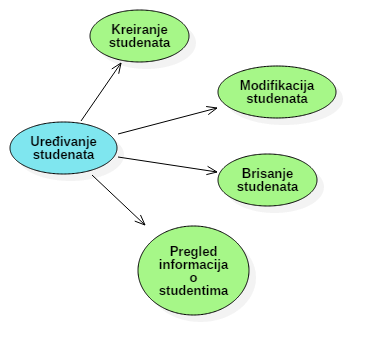 Kreiranje
studenata
Modifikacija
studenata
Uređivanje
studenata
Brisanje
studenata
Pregled
informacija
o
studentima